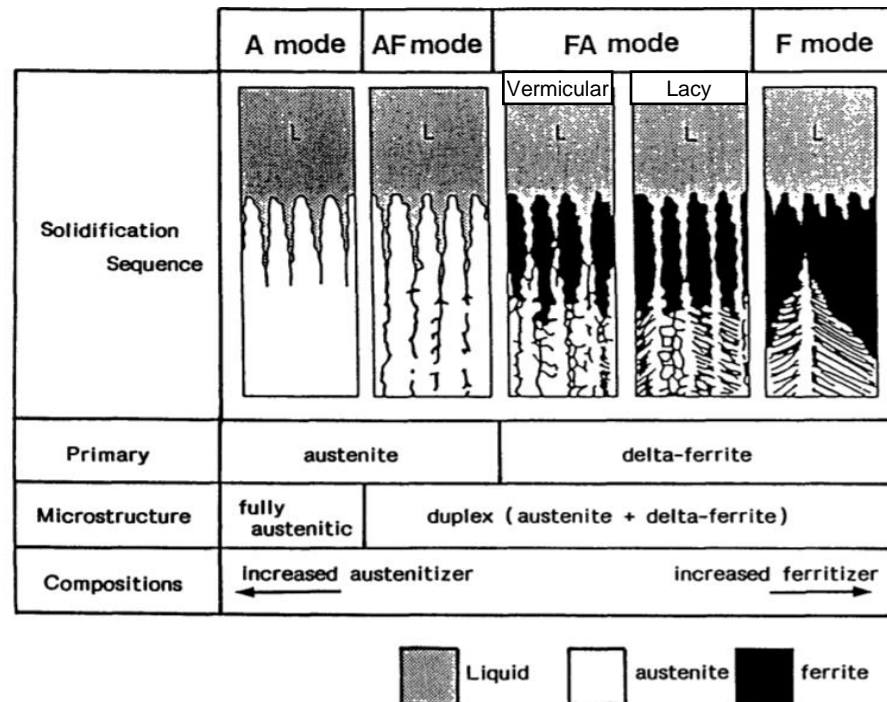 A mode AF mode FA mode F mode
Vermicular Lacy
L L L L L
Solidification
Sequence
Primary austenite delta-ferrite
Microstructure fully
austenitic duplex (austenite + delta-ferrite)
Compositions increased austenitizer increased ferritizer
Liquid austenite ferrite